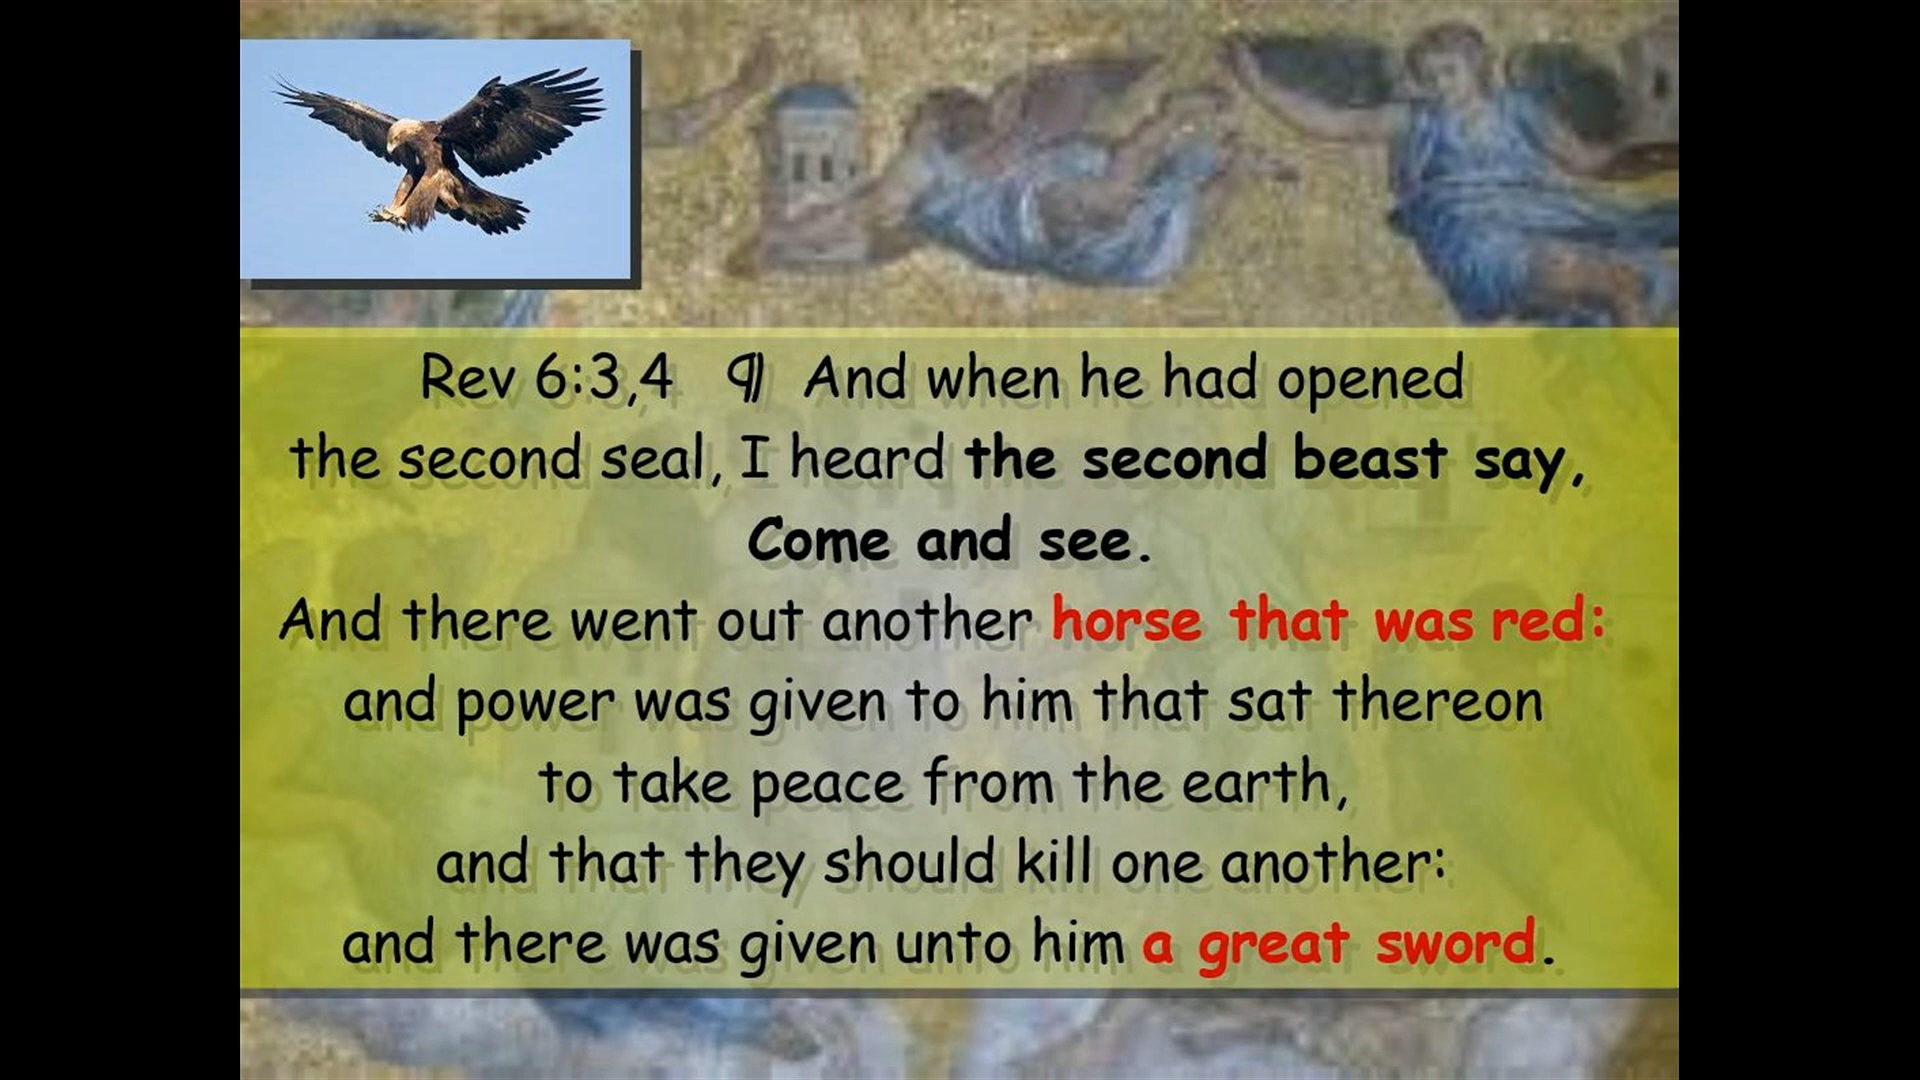 Rev 6:3,4 ¶ And when he had opened
the second seal, I heard the second beast say,
Come and see.
And there went out another horse that was red:
and power was given to him that sat thereon
to take peace from the earth,
and that they should kill one another:
and there was given unto him a great sword.